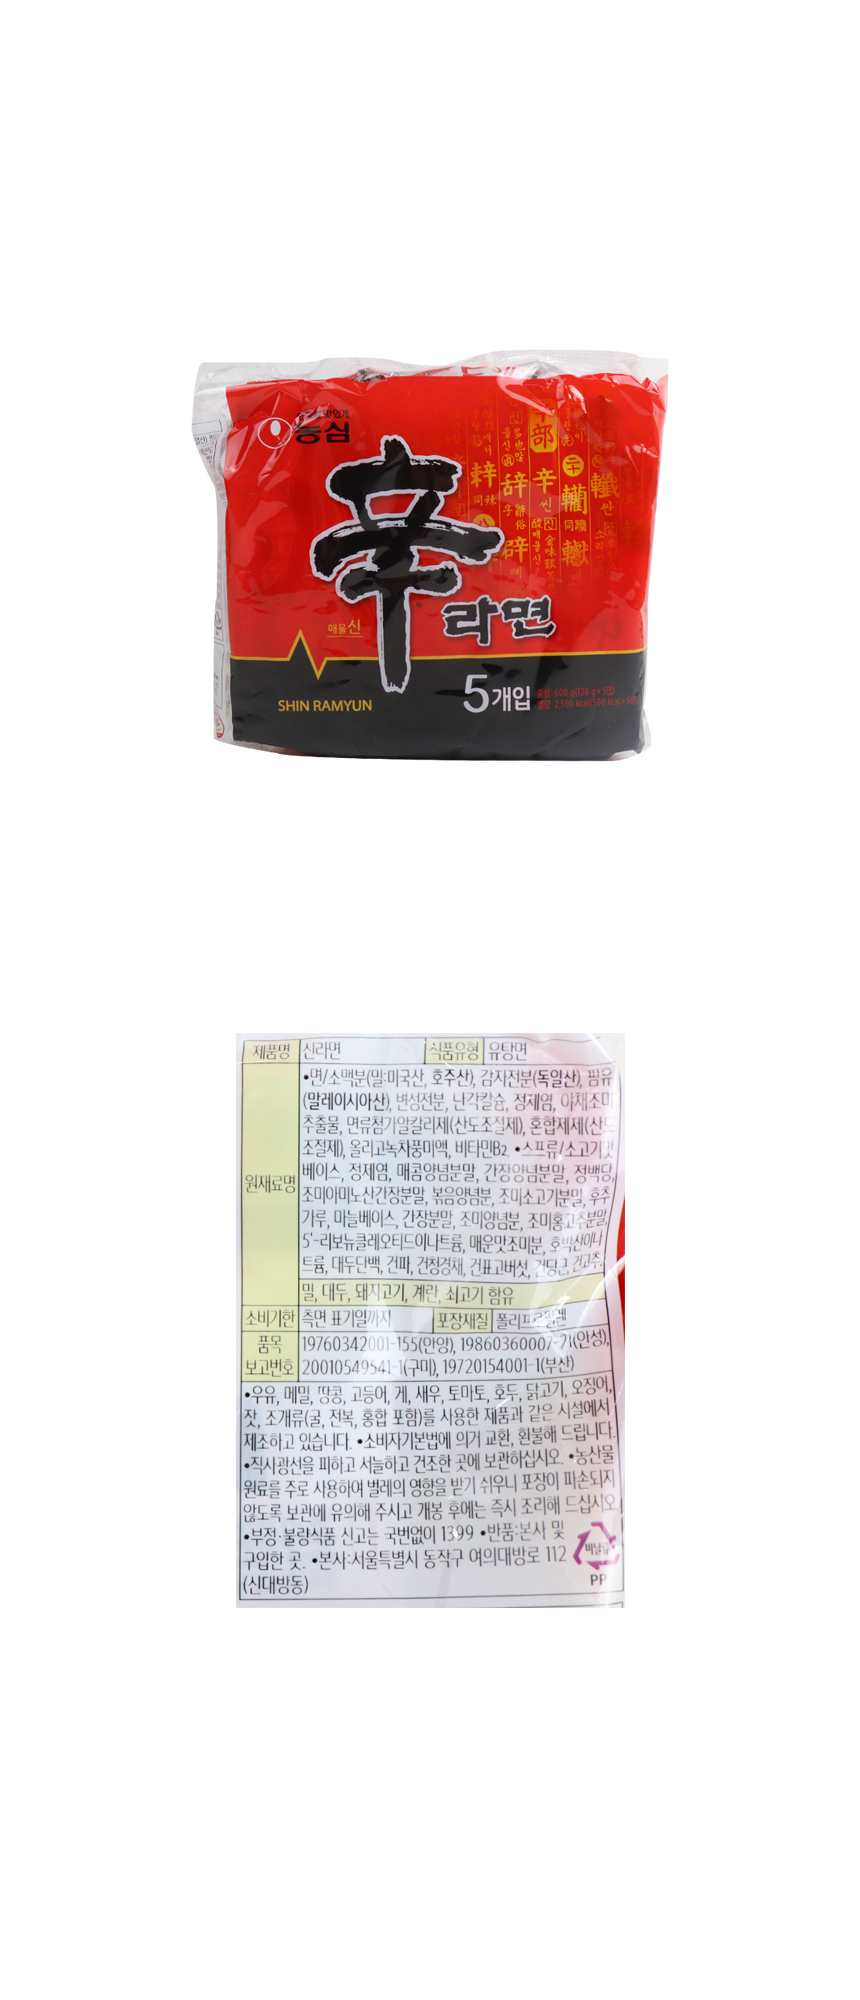 농심
辛라면
매울신
SHIN RAMYUN
5개입
중량 600 g(120 g×5입)
열량 2,500 kcal
제품명 신라면 식품유형 유탕면
원재료명
•면/소맥분(밀:미국산, 호주산), 감자전분(독일산), 팜유
(말레이시아산), 변성전분, 난각칼슘, 정제염, 야채조미
추출물, 면류첨가알칼리제(산도조절제), 혼합제제(산도
조절제), 올리고녹차풍미액, 비타민B₂. •스프류/소고기맛
베이스, 정제염, 매콤양념분말, 간장양념분말, 정백당,
조미아미노산간장분말, 볶음양념분, 조미소고기분말, 후추
가루, 마늘베이스, 간장분말, 조미양념분, 조미홍고추분말,
5'-리보뉴클레오티드이나트륨, 매운맛조미분, 호박산이나
트륨, 대두단백, 건파, 건청경채, 건표고버섯, 건당근, 건고추.
밀, 대두, 돼지고기, 계란, 쇠고기 함유
소비기한 측면 표기일까지 포장재질 폴리프로필렌
품목
보고번호
19760342001-155(안양), 19860360007-21(안성),
20010549541-1(구미), 19720154001-1(부산)
•우유, 메밀, 땅콩, 고등어, 게, 새우, 토마토, 호두, 닭고기, 오징어,
잣, 조개류(굴, 전복, 홍합 포함)를 사용한 제품과 같은 시설에서
제조하고 있습니다. •소비자기본법에 의거 교환, 환불해 드립니다.
•직사광선을 피하고 서늘하고 건조한 곳에 보관하십시오. •농산물
원료를 주로 사용하여 벌레의 영향을 받기 쉬우니 포장이 파손되지
않도록 보관에 유의해 주시고 개봉 후에는 즉시 조리해 드십시오.
•부정·불량식품 신고는 국번없이 1399 •반품:본사 및
구입한 곳. •본사:서울특별시 동작구 여의대방로 112
(신대방동)
비닐류
PP